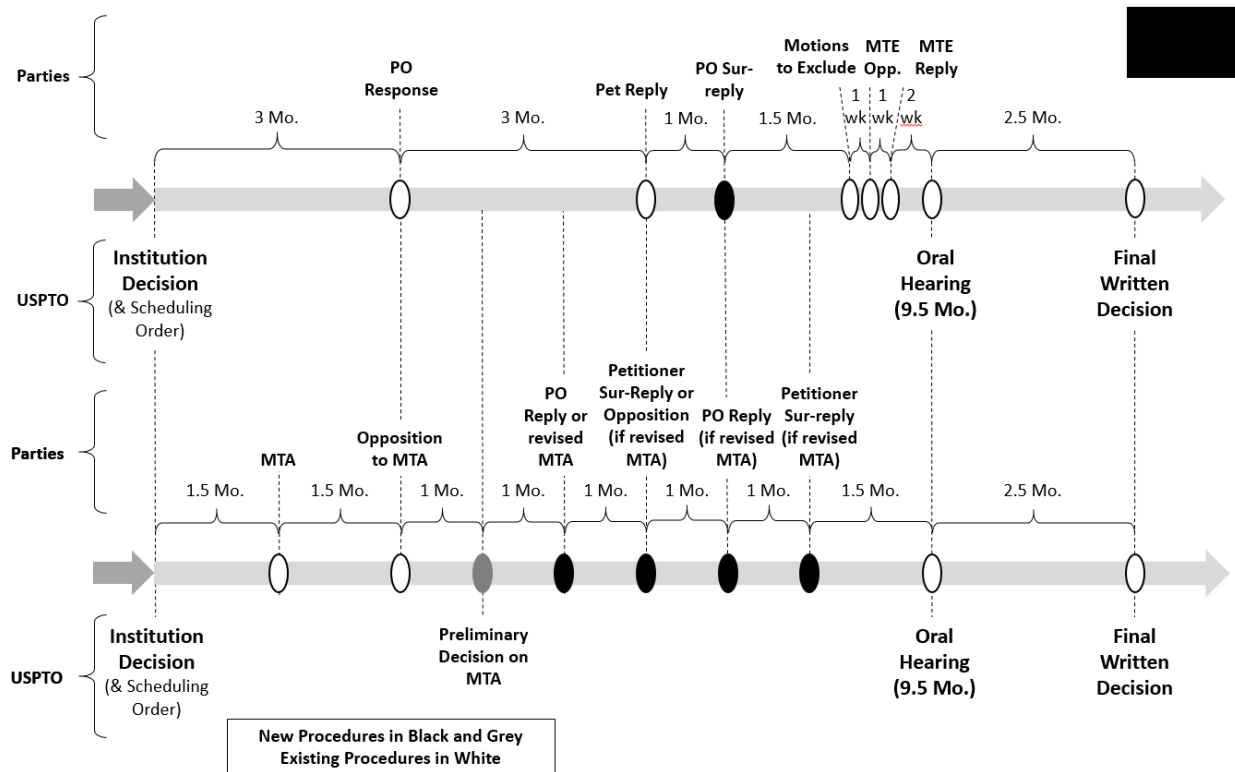 Parties
PO
Response
Pet Reply
PO Sur-
reply
Motions
to Exclude
MTE
Opp.
MTE
Reply
3 Mo.
3 Mo.
1 Mo.
1.5 Mo.
1
wk
1
wk
2
wk
2.5 Mo.
USPTO
Institution
Decision
(& Scheduling
Order)
Oral
Hearing
(9.5 Mo.)
Final
Written
Decision
Parties
MTA
Opposition
to MTA
PO
Reply or
revised
MTA
Petitioner
Sur-Reply or
Opposition
(if revised
MTA)
PO Reply
(if revised
MTA)
Petitioner
Sur-reply
(if revised
MTA)
1.5 Mo.
1.5 Mo.
1 Mo.
1 Mo.
1 Mo.
1 Mo.
1 Mo.
1.5 Mo.
2.5 Mo.
USPTO
Institution
Decision
(& Scheduling
Order)
Preliminary
Decision on
MTA
Oral
Hearing
(9.5 Mo.)
Final
Written
Decision
New Procedures in Black and Grey
Existing Procedures in White